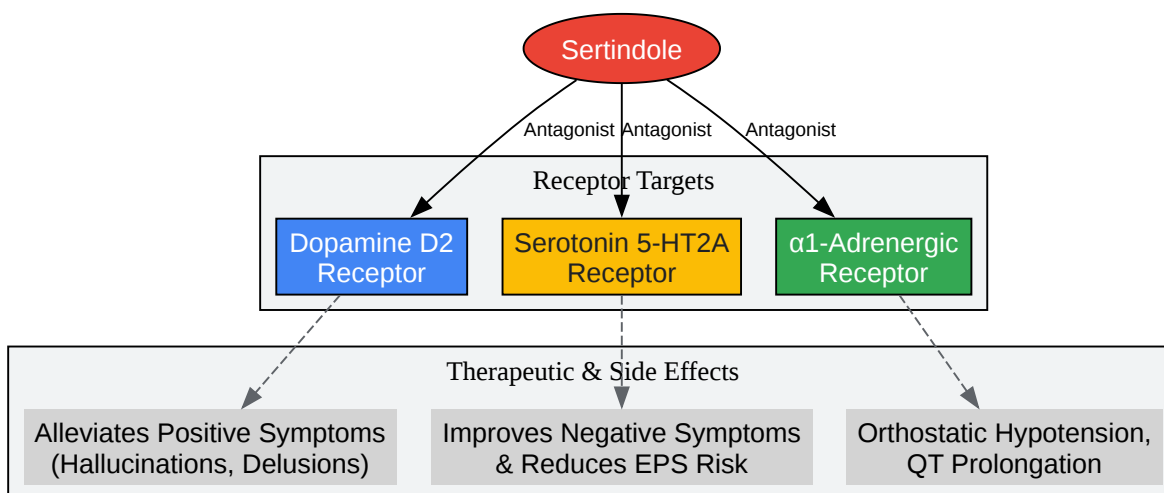 Sertindole
Antagonist
Antagonist
Antagonist
Receptor Targets
Dopamine D2
Receptor
Serotonin 5-HT2A
Receptor
α1-Adrenergic
Receptor
Therapeutic & Side Effects
Alleviates Positive Symptoms
(Hallucinations, Delusions)
Improves Negative Symptoms
& Reduces EPS Risk
Orthostatic Hypotension,
QT Prolongation